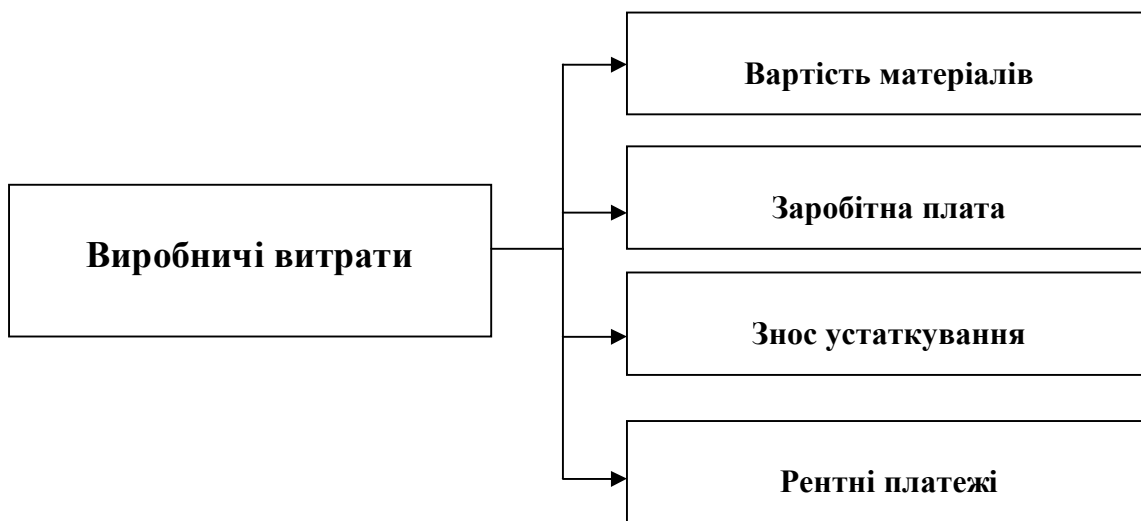 Вартість матеріалів
Заробітна плата
Виробничі витрати
Знос устаткування
Рентні платежі